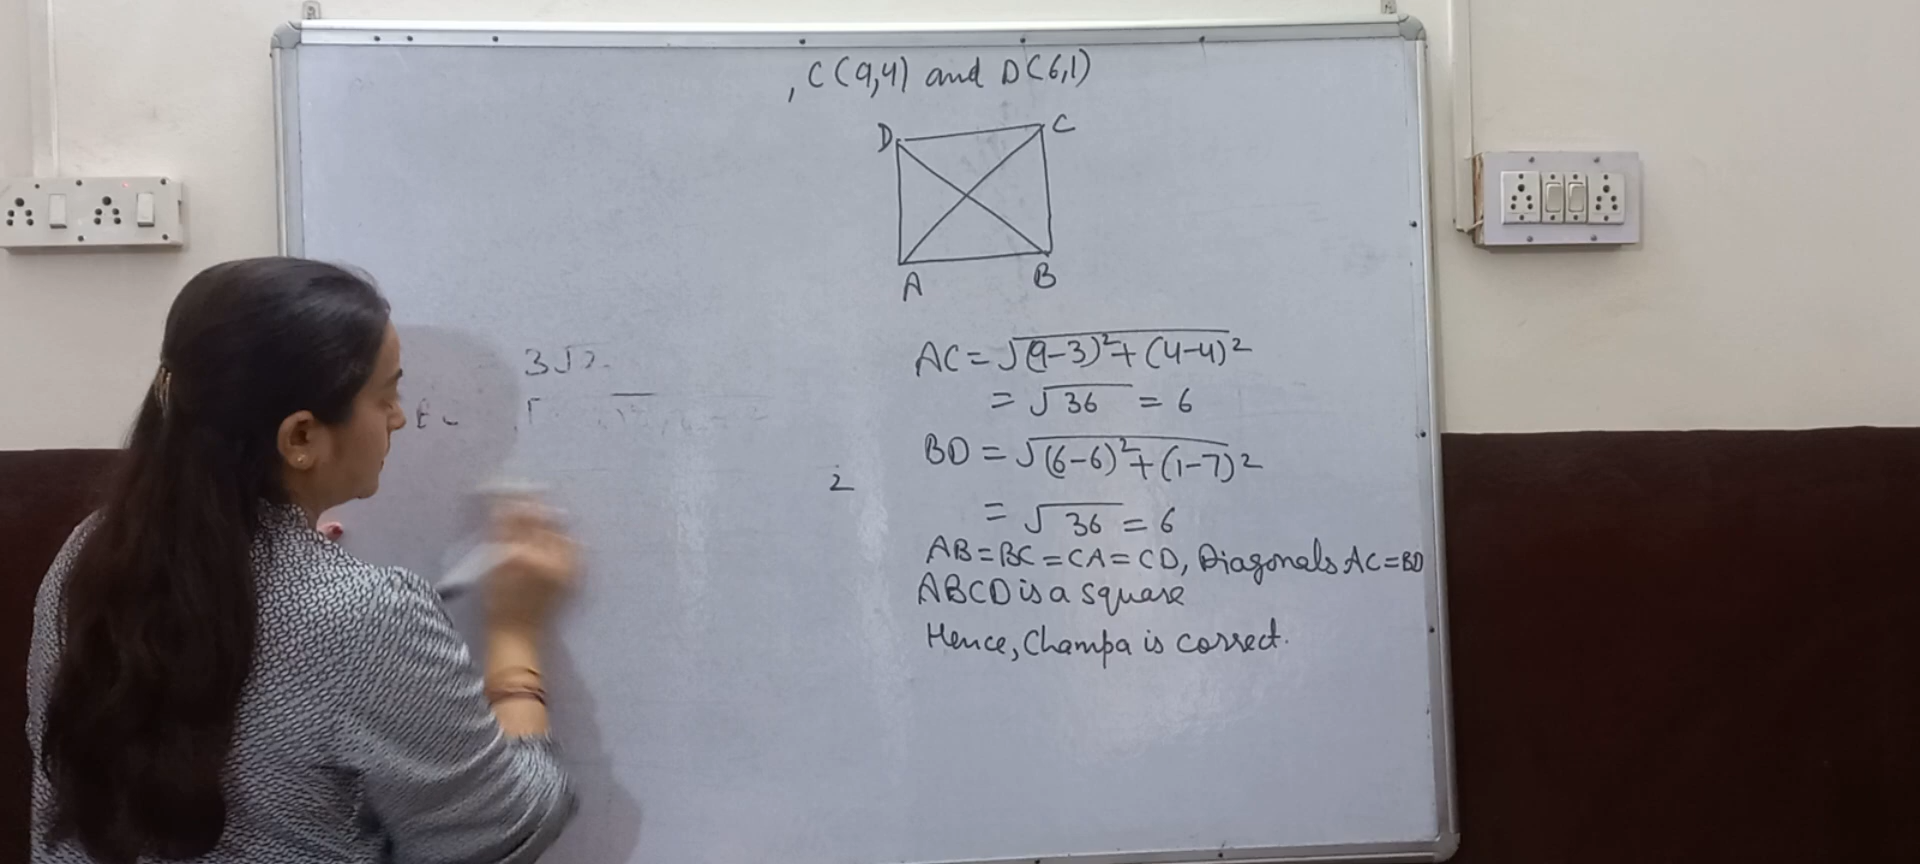 , C (9,4) and D(6,1)
D C
A B
3√2
AC = √(9-3)²+(4-4)²
= √36 = 6
BD = √(6-6)²+(1-7)²
2
= √36 = 6
AB=BC=CA=CD, Diagonals AC=BD
ABCD is a square
Hence, Champa is correct.